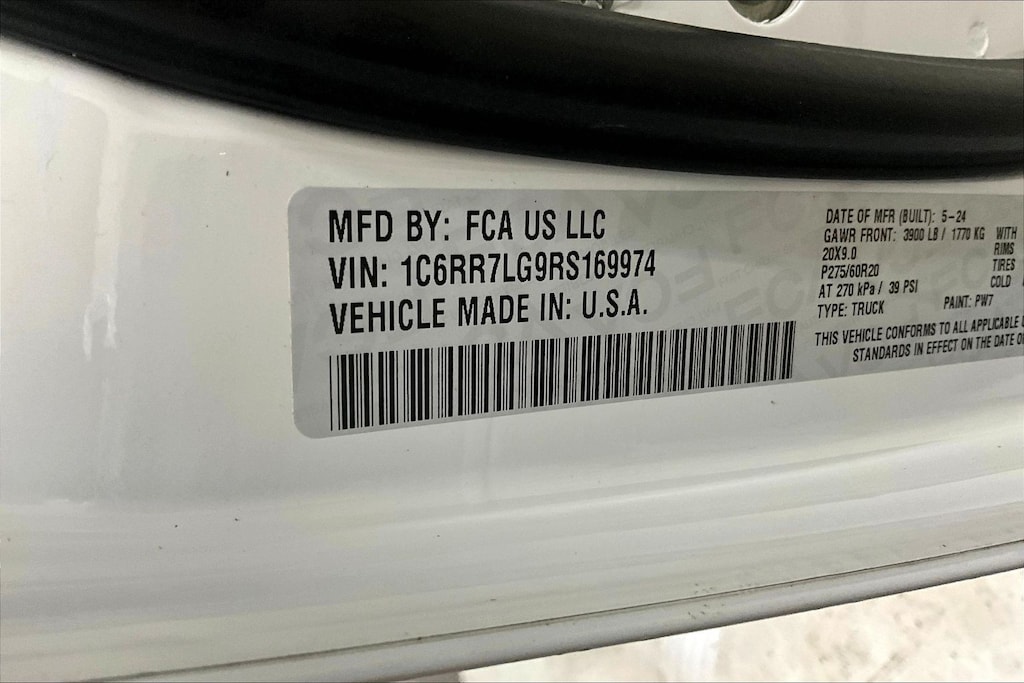 MFD BY: FCA US LLC
VIN: 1C6RR7LG9RS169974
VEHICLE MADE IN: U.S.A.
DATE OF MFR (BUILT): 5-24
GAWR FRONT: 3900 LB / 1770 KG WITH
20X9.0 RIMS
P275/60R20 TIRES
AT 270 kPa / 39 PSI COLD
TYPE: TRUCK PAINT: PW7
THIS VEHICLE CONFORMS TO ALL APPLICABLE
STANDARDS IN EFFECT ON THE DATE